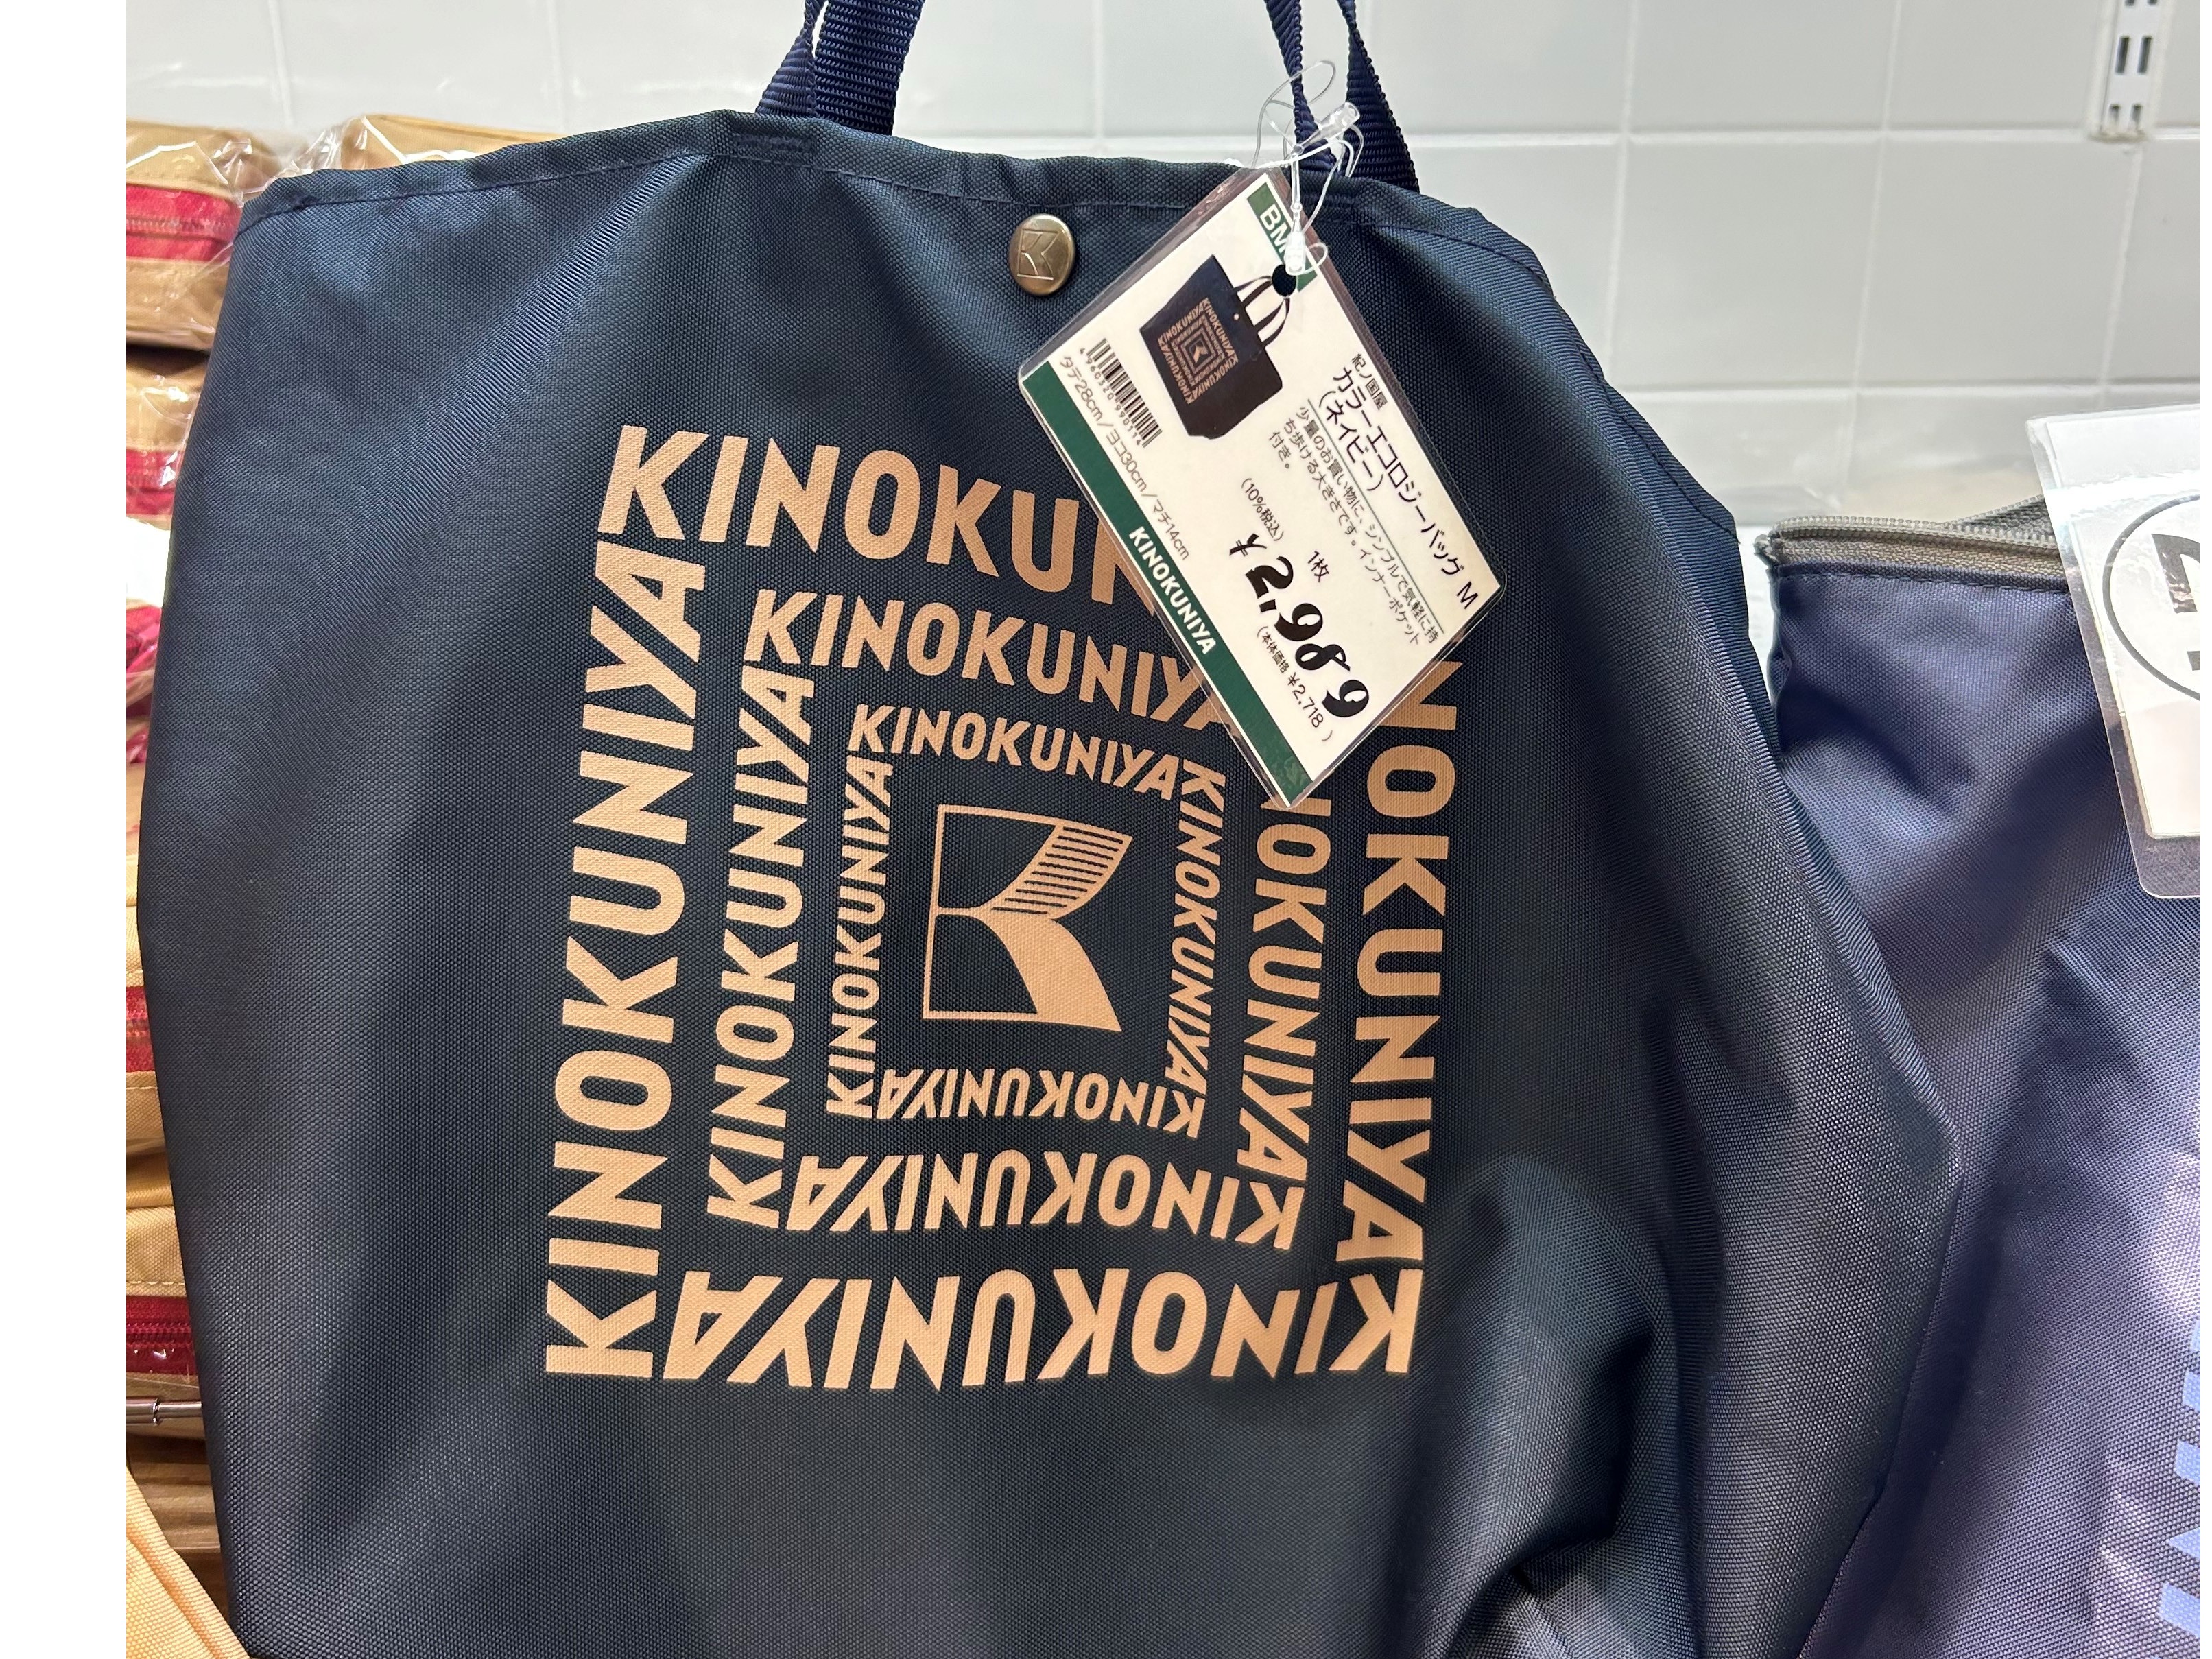 KINOKUNIYA
KINOKUNIYA
KINOKUNIYA
KINOKUNIYA
KINOKUNIYA
KINOKUNIYA
KINOKUNIYA
KINOKUNIYA
KINOKUNIYA
KINOKUNIYA
NOKUNIYA
NOKUNIYA
紀ノ国屋
カラーエコロジーバッグ M
(ネイビー)
少量のお買い物に、シンプルで気軽に持
ち歩ける大きさです。インナーポケット
付き。
1枚
(10%税込)
¥2,989
(本体価格 ¥2,718)
タテ28cm/ヨコ30cm/マチ14cm
KINOKUNIYA